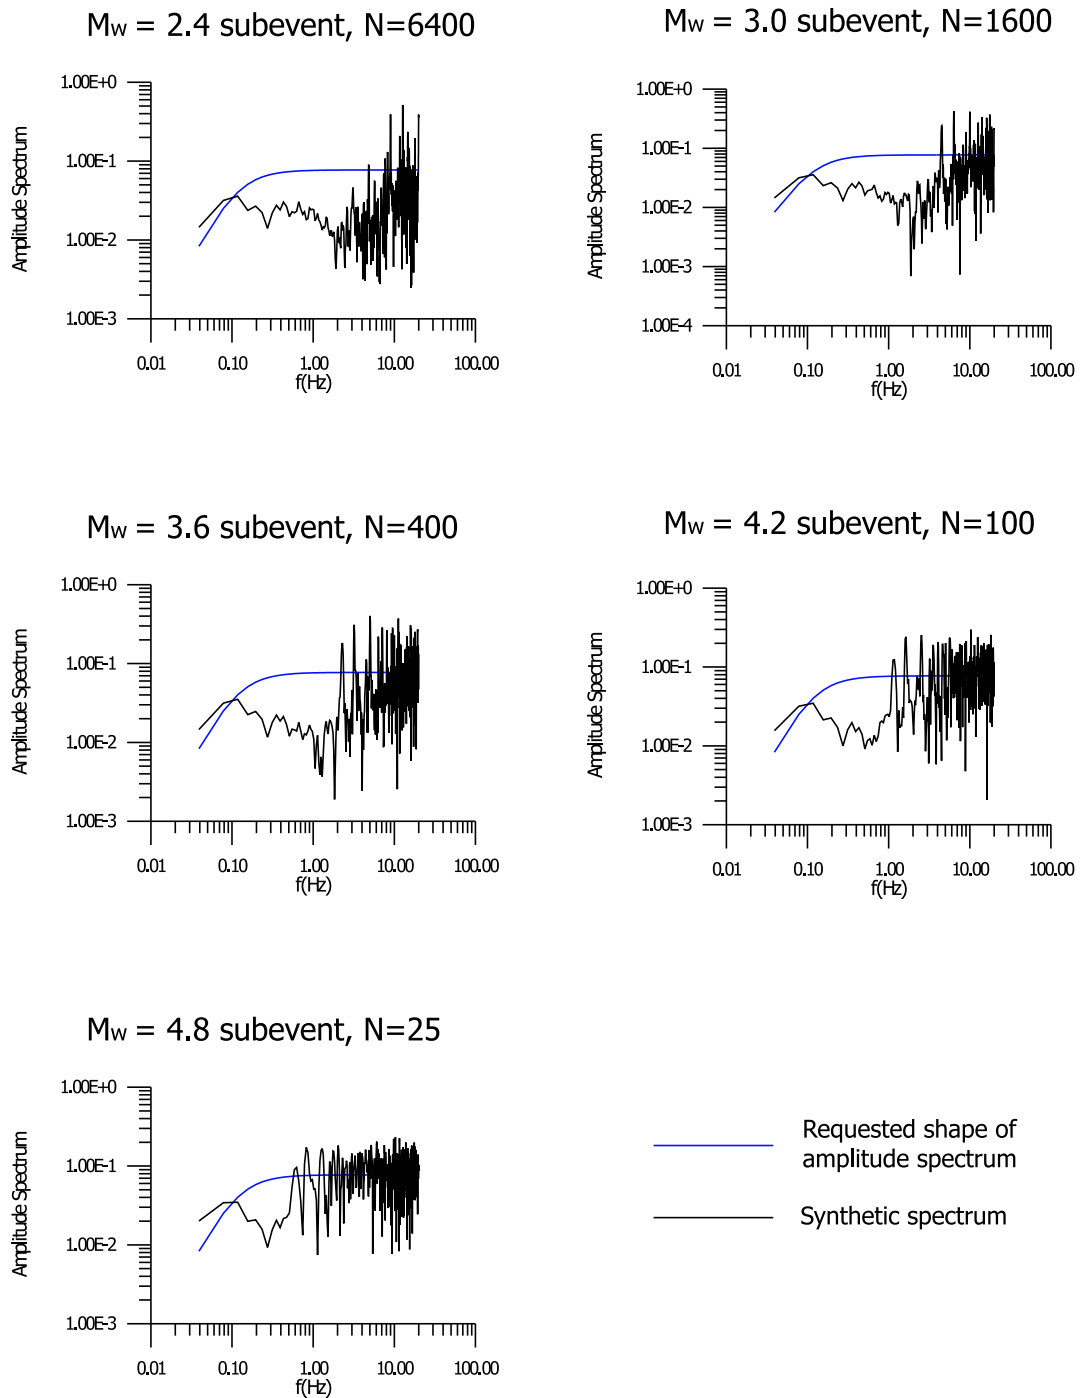 Mw = 2.4 subevent, N=6400
1.00E+0
1.00E-1
1.00E-2
1.00E-3
Amplitude Spectrum
0.01 0.10 1.00 10.00 100.00
f(Hz)
Mw = 3.0 subevent, N=1600
1.00E+0
1.00E-1
1.00E-2
1.00E-3
1.00E-4
Amplitude Spectrum
0.01 0.10 1.00 10.00 100.00
f(Hz)
Mw = 3.6 subevent, N=400
1.00E+0
1.00E-1
1.00E-2
1.00E-3
Amplitude Spectrum
0.01 0.10 1.00 10.00 100.00
f(Hz)
Mw = 4.2 subevent, N=100
1.00E+0
1.00E-1
1.00E-2
1.00E-3
Amplitude Spectrum
0.01 0.10 1.00 10.00 100.00
f(Hz)
Mw = 4.8 subevent, N=25
1.00E+0
1.00E-1
1.00E-2
1.00E-3
Amplitude Spectrum
0.01 0.10 1.00 10.00 100.00
f(Hz)
Requested shape of
amplitude spectrum
Synthetic spectrum